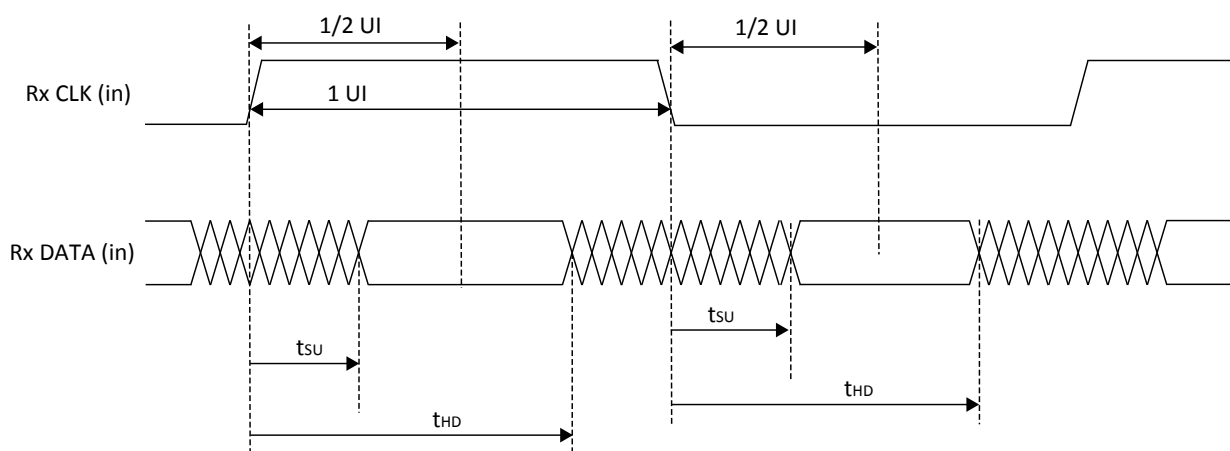 1/2 UI
1/2 UI
Rx CLK (in)
1 UI
Rx DATA (in)
tSU
tSU
tHD
tHD